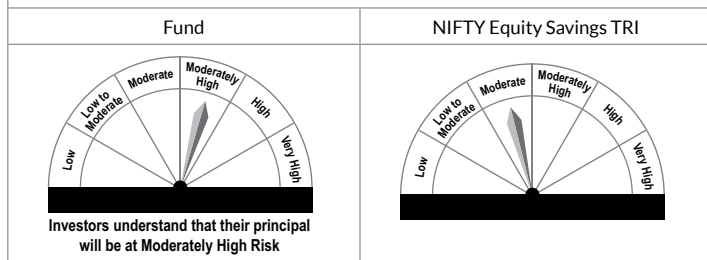 Fund
NIFTY Equity Savings TRI
Low
Low to
Moderate
Moderate
Moderately
High
High
Very High
Low
Low to
Moderate
Moderate
Moderately
High
High
Very High
Investors understand that their principal
will be at Moderately High Risk